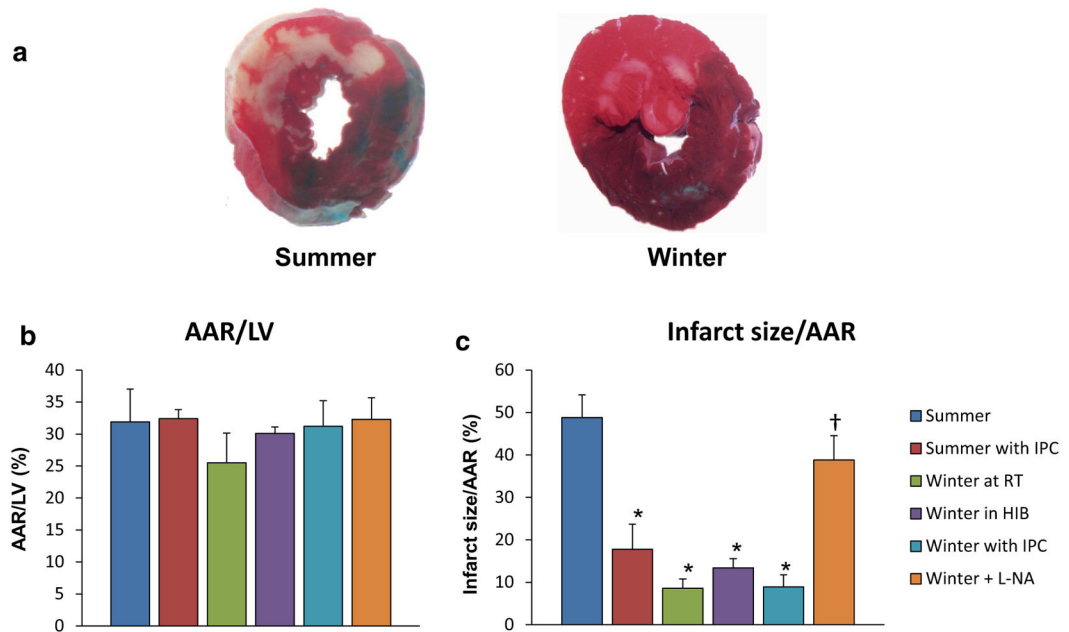 a
Summer
Winter
b
AAR/LV
AAR/LV (%)
40
35
30
25
20
15
10
5
0
c
Infarct size/AAR
Infarct size/AAR (%)
60
50
40
30
20
10
0
*
*
*
*
†
Summer
Summer with IPC
Winter at RT
Winter in HIB
Winter with IPC
Winter + L-NA